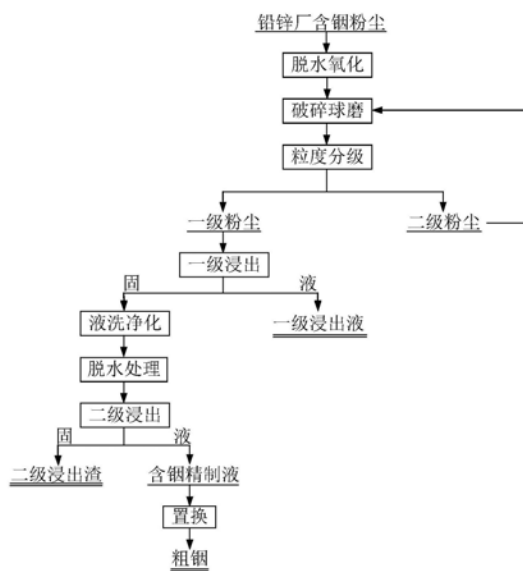 铅锌厂含铟粉尘
脱水氧化
破碎球磨
粒度分级
一级粉尘
二级粉尘
一级浸出
固
液
液洗净化
一级浸出液
脱水处理
二级浸出
固
液
二级浸出渣
含铟精制液
置换
粗铟